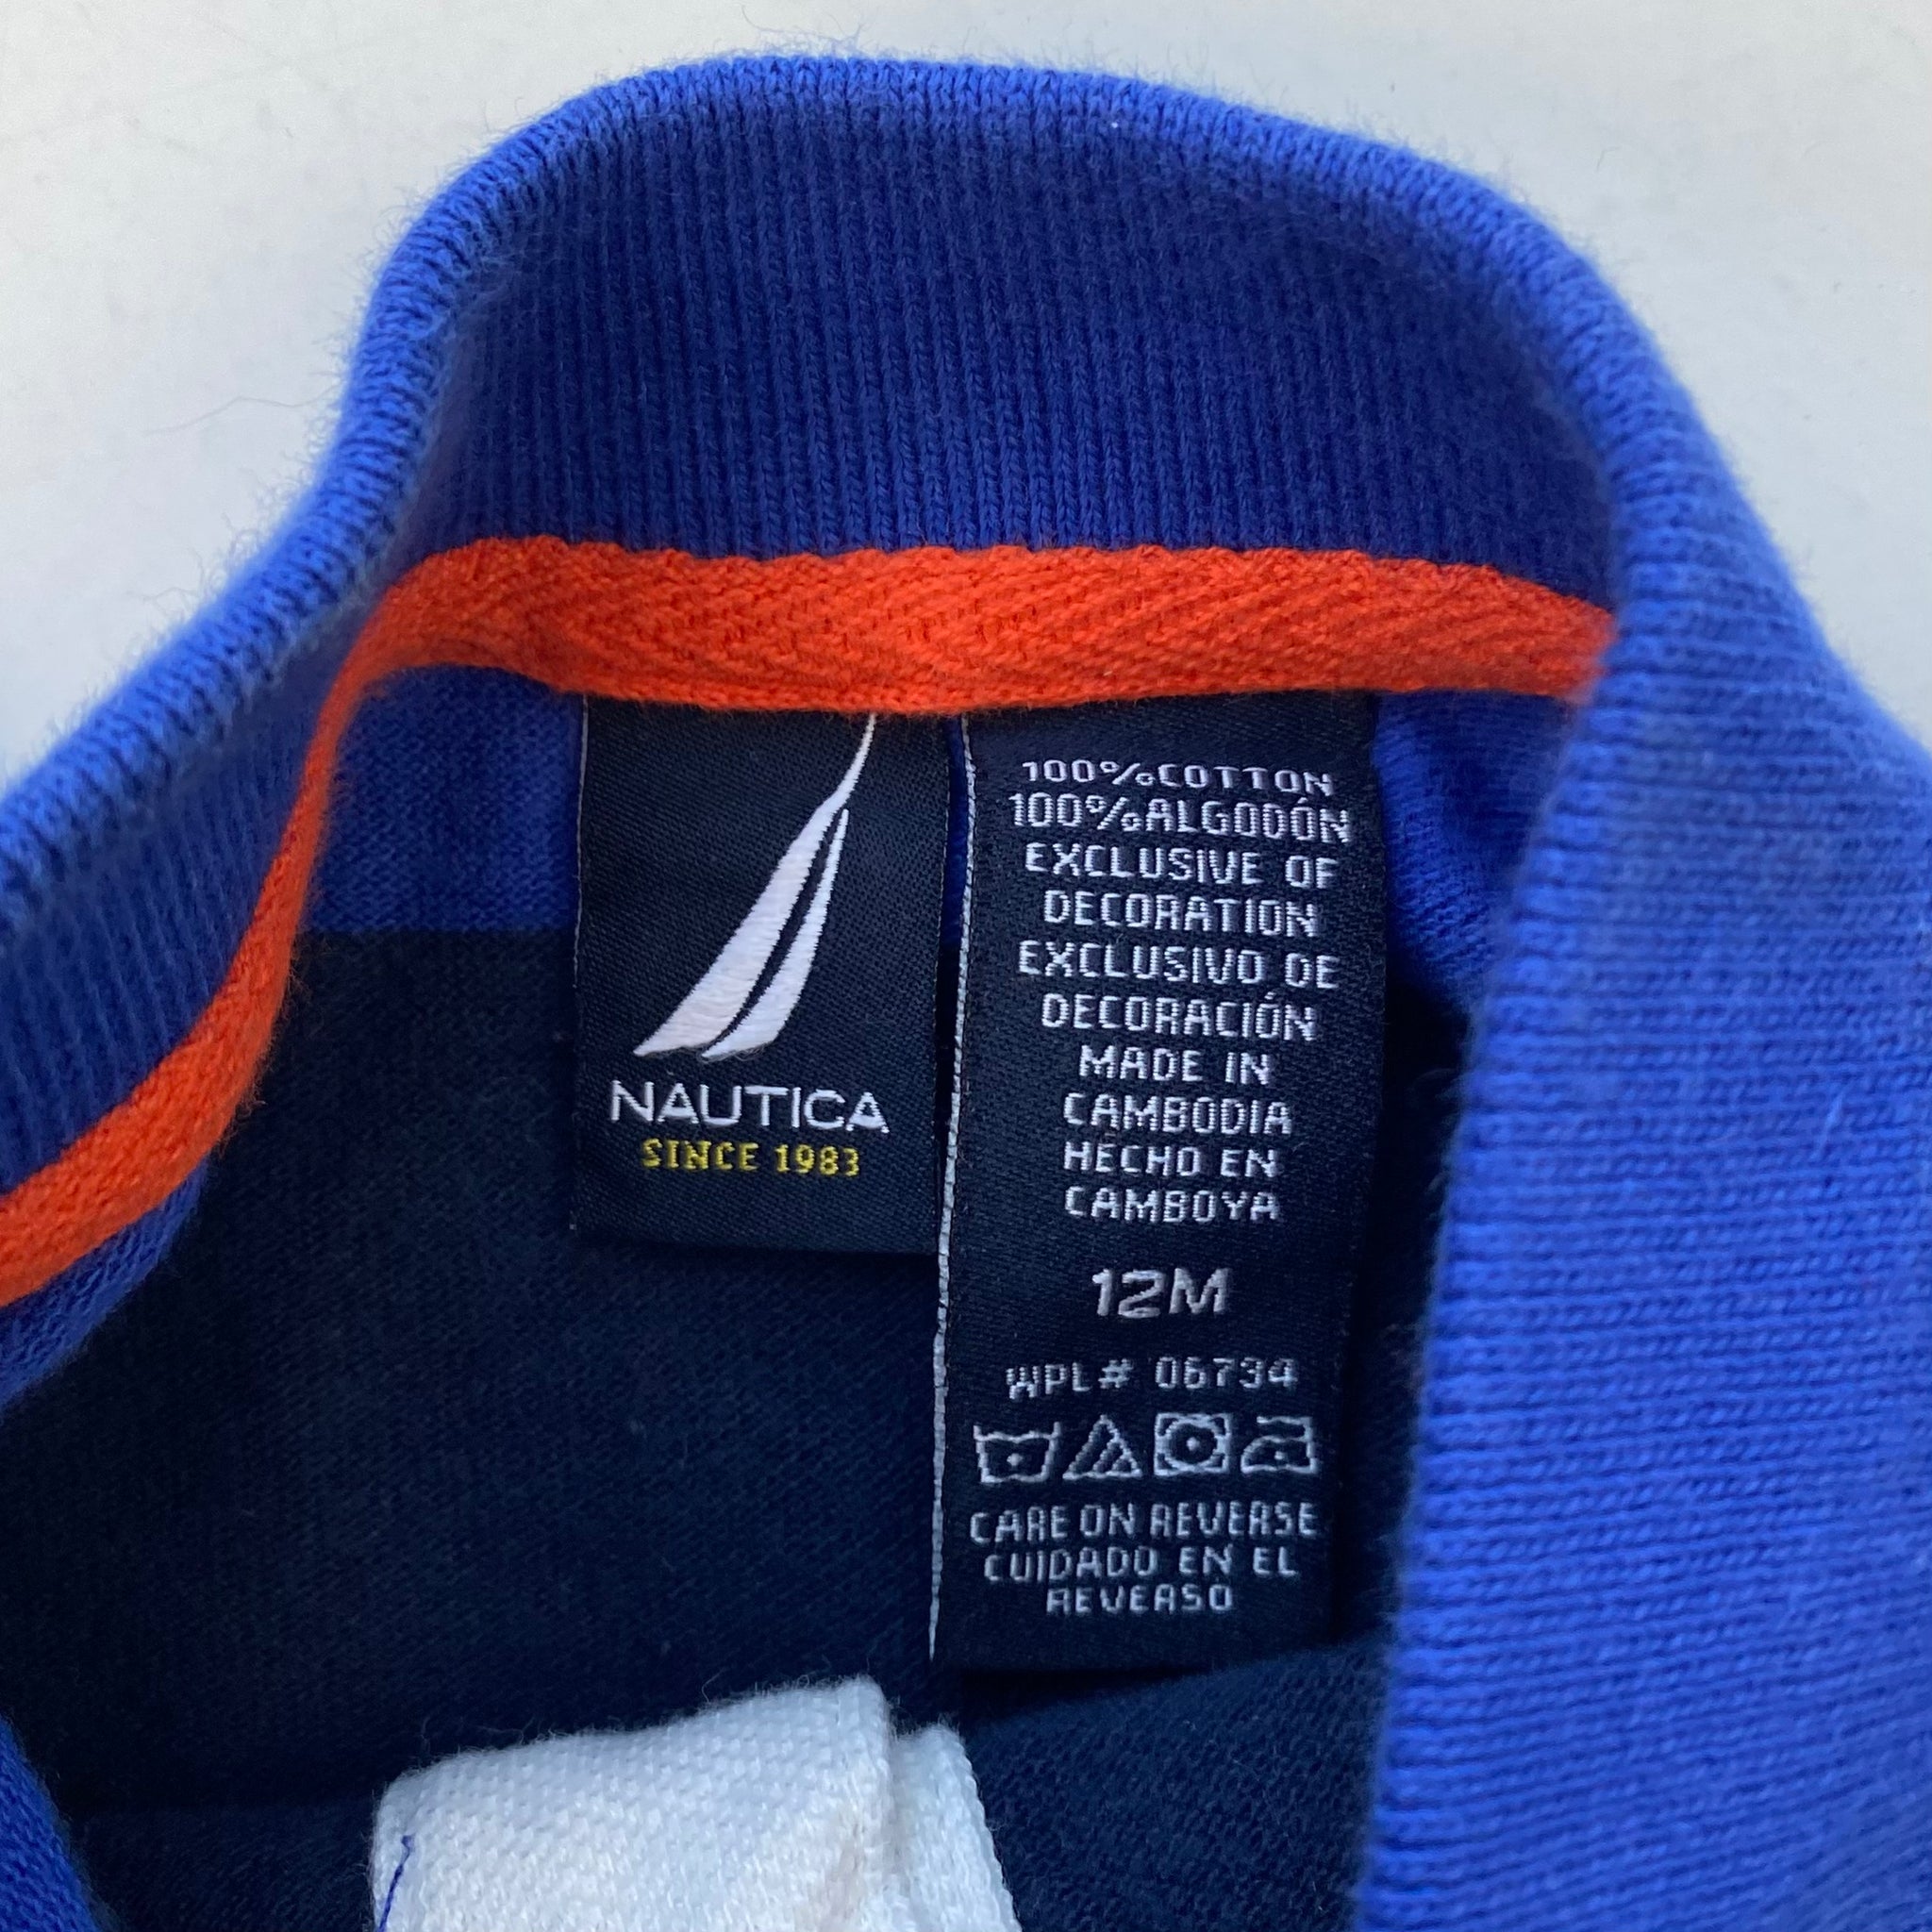 NAUTICA
SINCE 1983
100%COTTON
100%ALGODÓN
EXCLUSIVE OF
DECORATION
EXCLUSIVO DE
DECORACIÓN
MADE IN
CAMBODIA
HECHO EN
CAMBOYA
12M
WPL# 06734
CARE ON REVERSE
CUIDADO EN EL
REVERSO